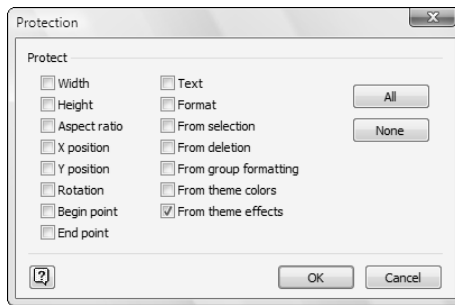 Protection
Protect
Width
Height
Aspect ratio
X position
Y position
Rotation
Begin point
End point
Text
Format
From selection
From deletion
From group formatting
From theme colors
From theme effects
All
None
?
OK
Cancel